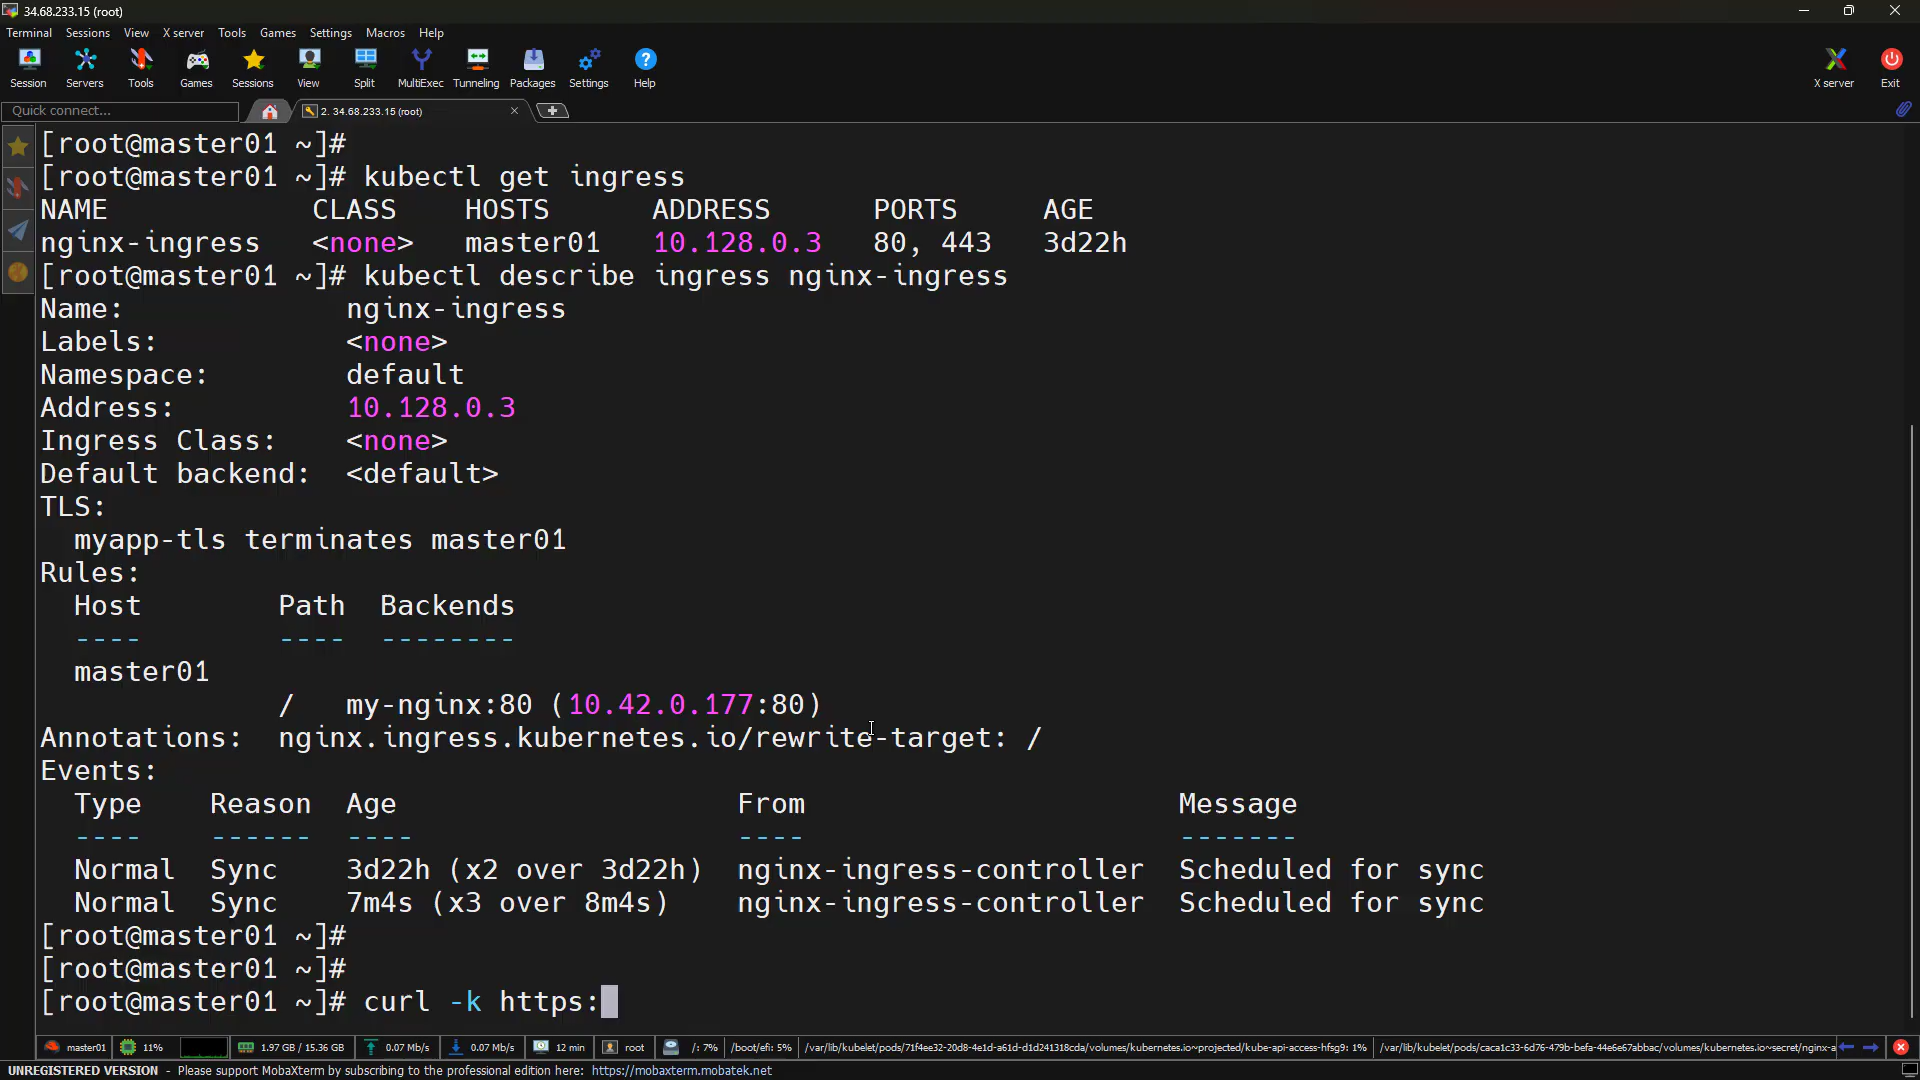 34.68.233.15 (root)
Terminal Sessions View X server Tools Games Settings Macros Help
Session Servers Tools Games Sessions View Split MultiExec Tunneling Packages Settings Help X server Exit
Quick connect... 2. 34.68.233.15 (root)
[root@master01 ~]#
[root@master01 ~]# kubectl get ingress
NAME CLASS HOSTS ADDRESS PORTS AGE
nginx-ingress <none> master01 10.128.0.3 80, 443 3d22h
[root@master01 ~]# kubectl describe ingress nginx-ingress
Name: nginx-ingress
Labels: <none>
Namespace: default
Address: 10.128.0.3
Ingress Class: <none>
Default backend: <default>
TLS:
myapp-tls terminates master01
Rules:
Host Path Backends
---- ---- --------
master01
/ my-nginx:80 (10.42.0.177:80)
Annotations: nginx.ingress.kubernetes.io/rewrite-target: /
Events:
Type Reason Age From Message
---- ------ ---- ---- -------
Normal Sync 3d22h (x2 over 3d22h) nginx-ingress-controller Scheduled for sync
Normal Sync 7m4s (x3 over 8m4s) nginx-ingress-controller Scheduled for sync
[root@master01 ~]#
[root@master01 ~]#
[root@master01 ~]# curl -k https:
master01 11% 1.97 GB / 15.36 GB 0.07 Mb/s 0.07 Mb/s 12 min root /: 7% /boot/efi: 5% /var/lib/kubelet/pods/71f4ee32-20d8-4e1d-a61d-d1d241318cda/volumes/kubernetes.io~projected/kube-api-access-hfsg9: 1% /var/lib/kubelet/pods/caca1c33-6d76-479b-befa-44e6e67abbac/volumes/kubernetes.io~secret/nginx-a
UNREGISTERED VERSION - Please support MobaXterm by subscribing to the professional edition here: https://mobaxterm.mobatek.net